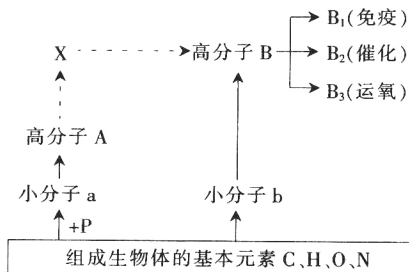 B₁(免疫)
X 高分子 B B₂(催化)
B₃(运氧)
高分子 A
小分子 a 小分子 b
+P
组成生物体的基本元素 C、H、O、N